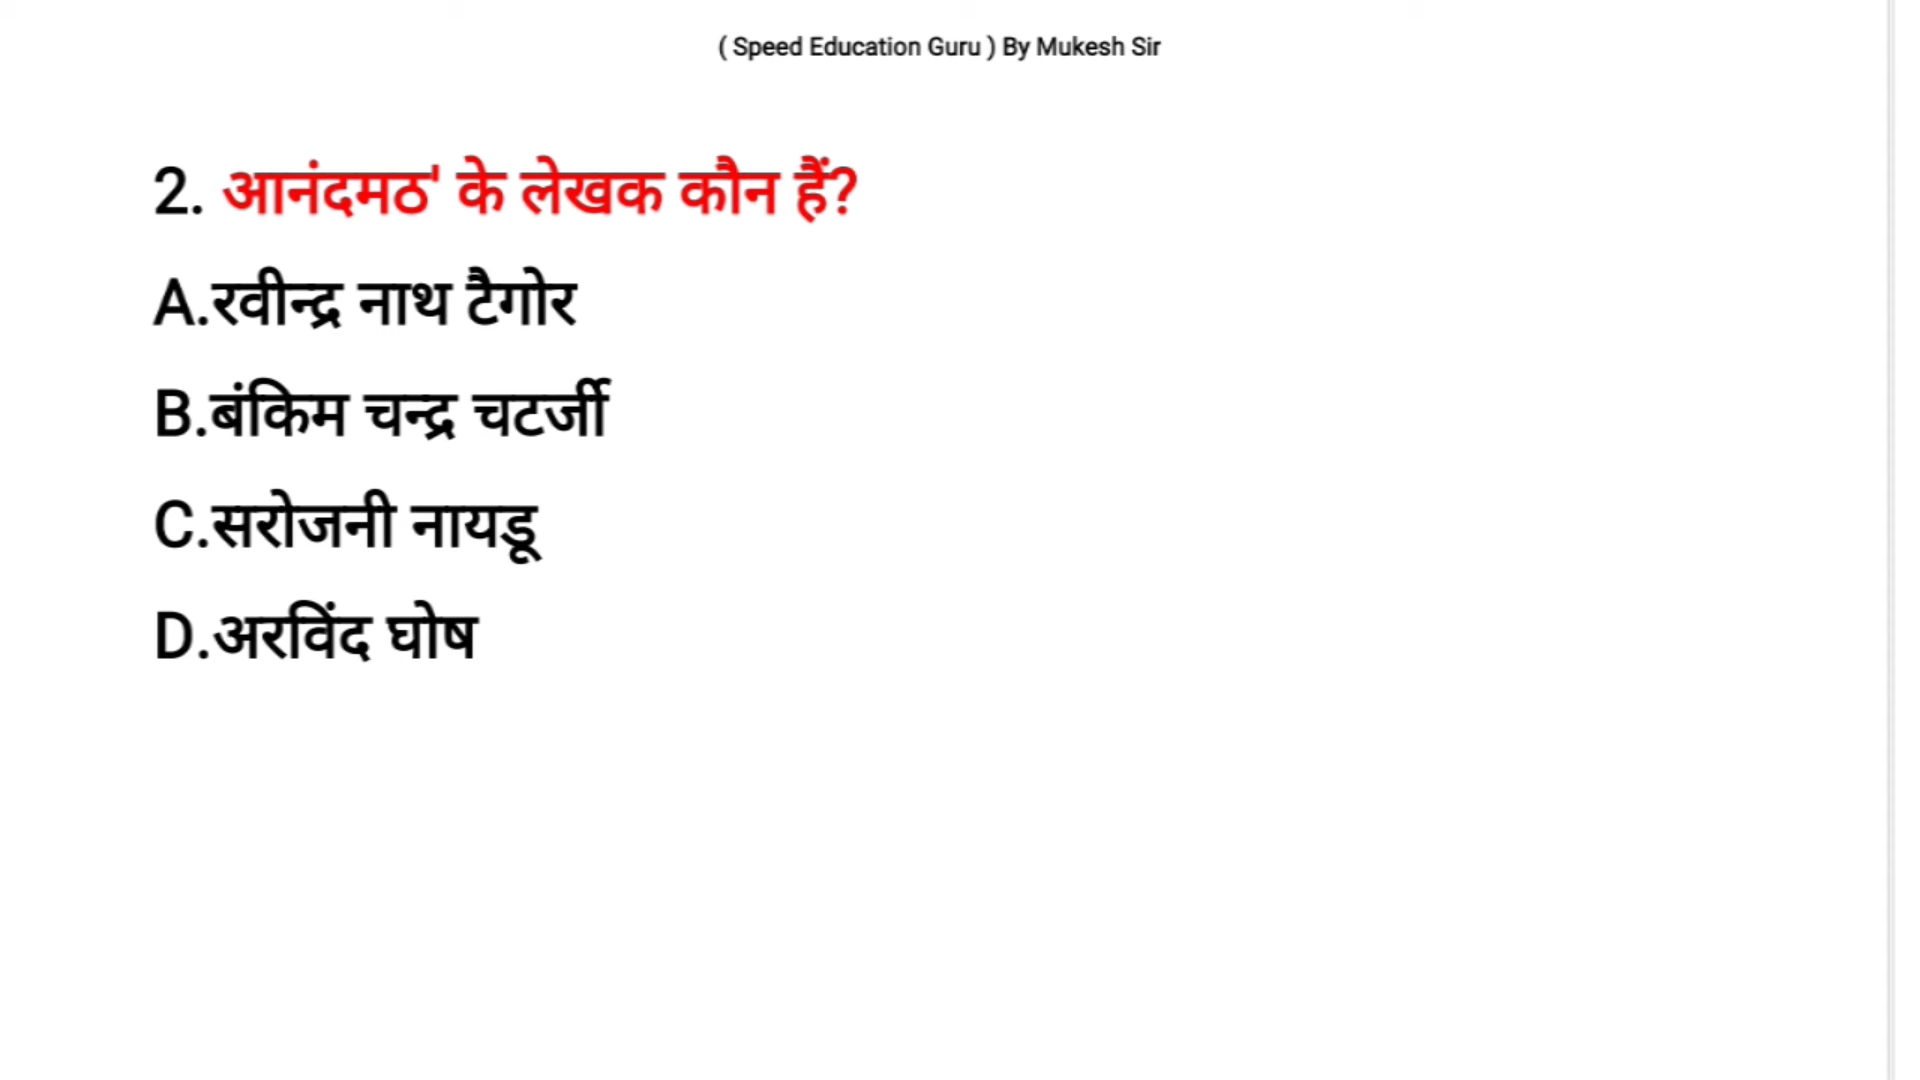 ( Speed Education Guru ) By Mukesh Sir
2. आनंदमठ' के लेखक कौन हैं?
A.रवीन्द्र नाथ टैगोर
B.बंकिम चन्द्र चटर्जी
C.सरोजनी नायडू
D.अरविंद घोष